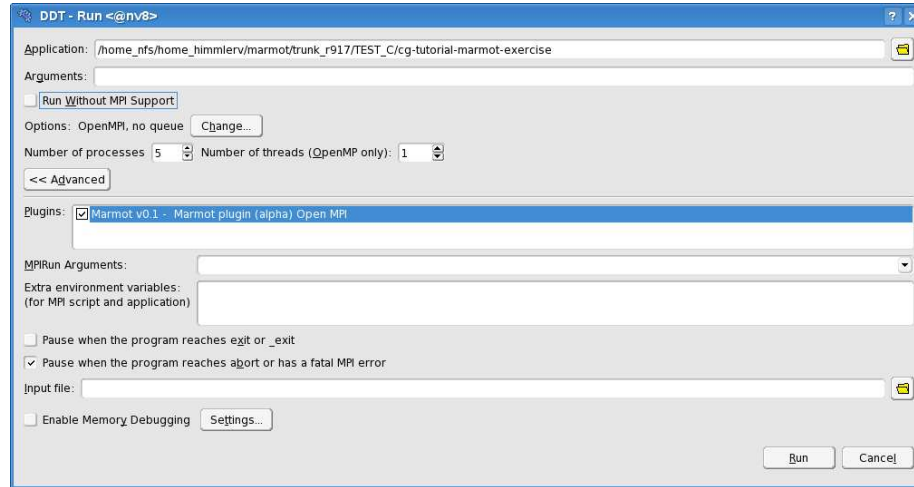 DDT - Run <@nv8>
Application: /home_nfs/home_himmlerv/marmot/trunk_r917/TEST_C/cg-tutorial-marmot-exercise
Arguments:
Run Without MPI Support
Options: OpenMPI, no queue Change...
Number of processes 5 Number of threads (OpenMP only): 1
<< Advanced
Plugins: Marmot v0.1 - Marmot plugin (alpha) Open MPI
MPIRun Arguments:
Extra environment variables:
(for MPI script and application)
Pause when the program reaches exit or _exit
Pause when the program reaches abort or has a fatal MPI error
Input file:
Enable Memory Debugging Settings...
Run Cancel